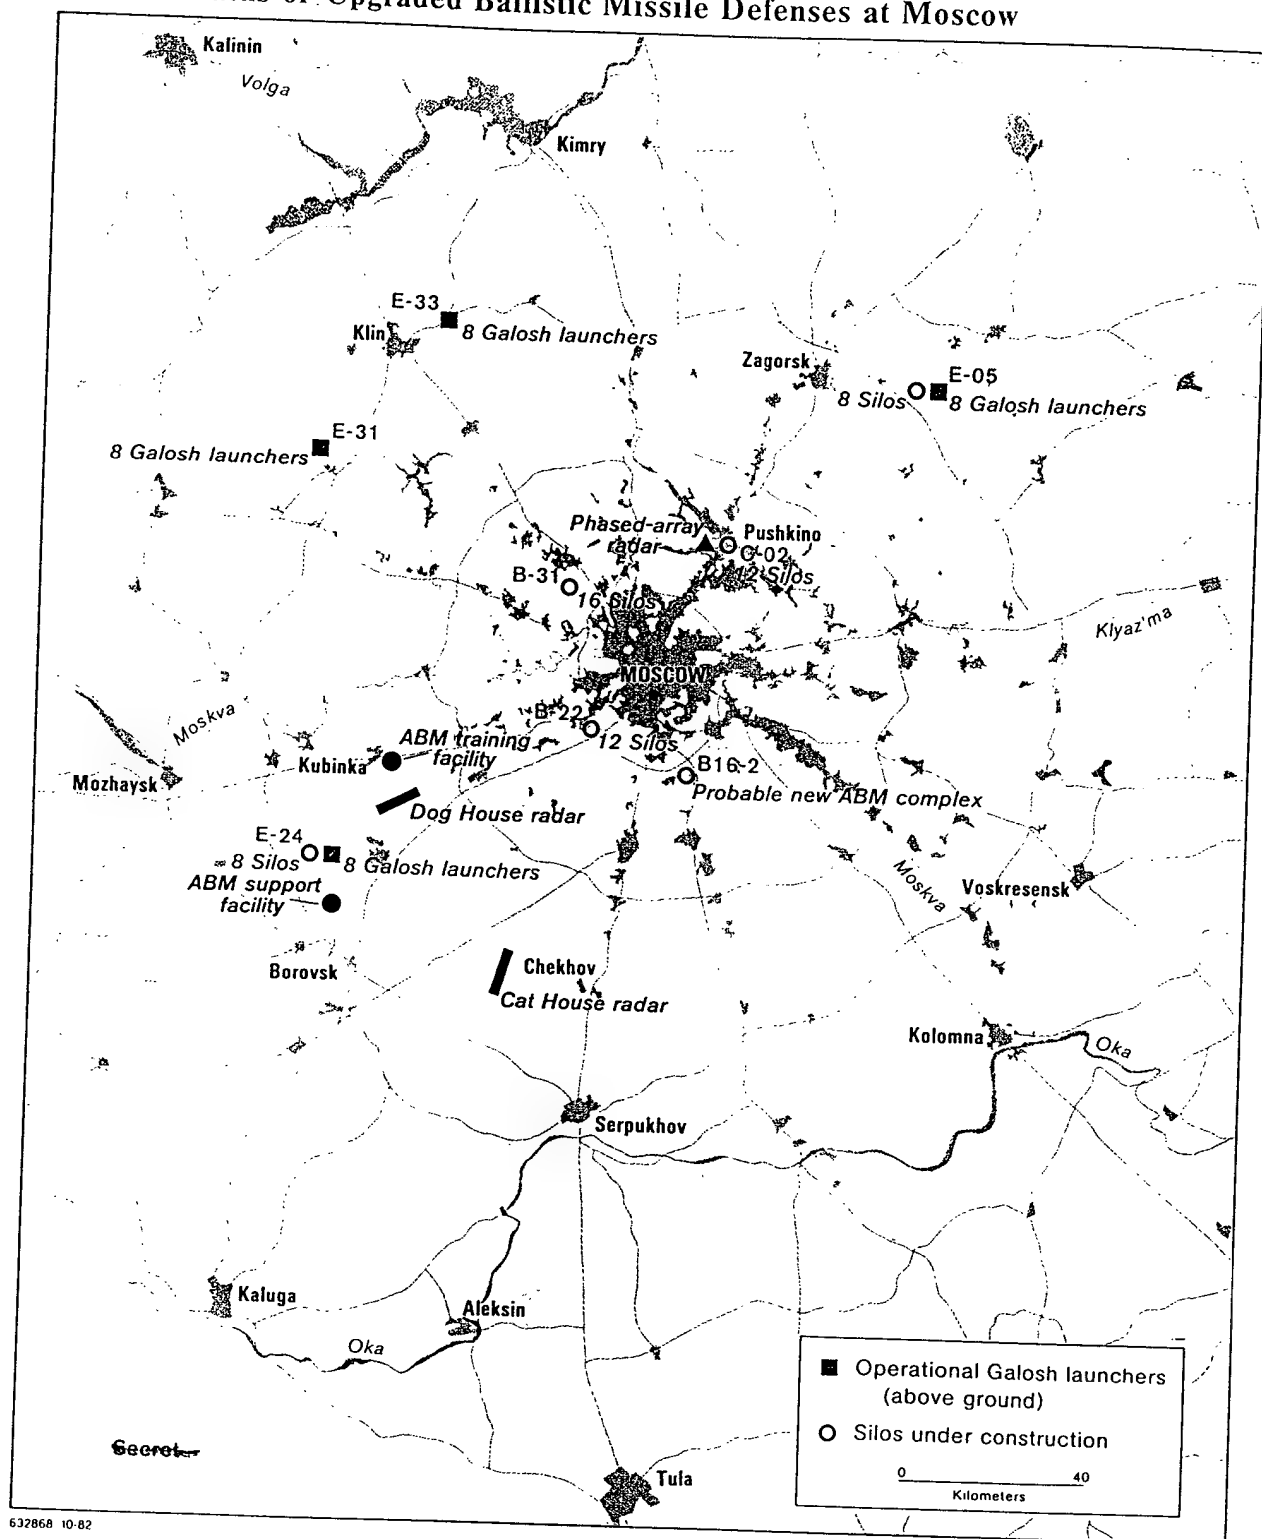 of Upgraded Ballistic Missile Defenses at Moscow
Kalinin
Volga
Kimry
E-33
Klin
8 Galosh launchers
Zagorsk
E-05
8 Silos
8 Galosh launchers
E-31
8 Galosh launchers
Phased-array
radar
Pushkino
C-02
12 Silos
B-31
16 Silos
Klyaz'ma
MOSCOW
Moskva
B-22
12 Silos
ABM training
facility
Kubinka
Mozhaysk
B16-2
Probable new ABM complex
Dog House radar
E-24
8 Silos
8 Galosh launchers
ABM support
facility
Moskva
Voskresensk
Borovsk
Chekhov
Cat House radar
Kolomna
Oka
Serpukhov
Kaluga
Aleksin
Oka
Operational Galosh launchers
(above ground)
Silos under construction
0 40
Kilometers
Secret
Tula
632868 10-82